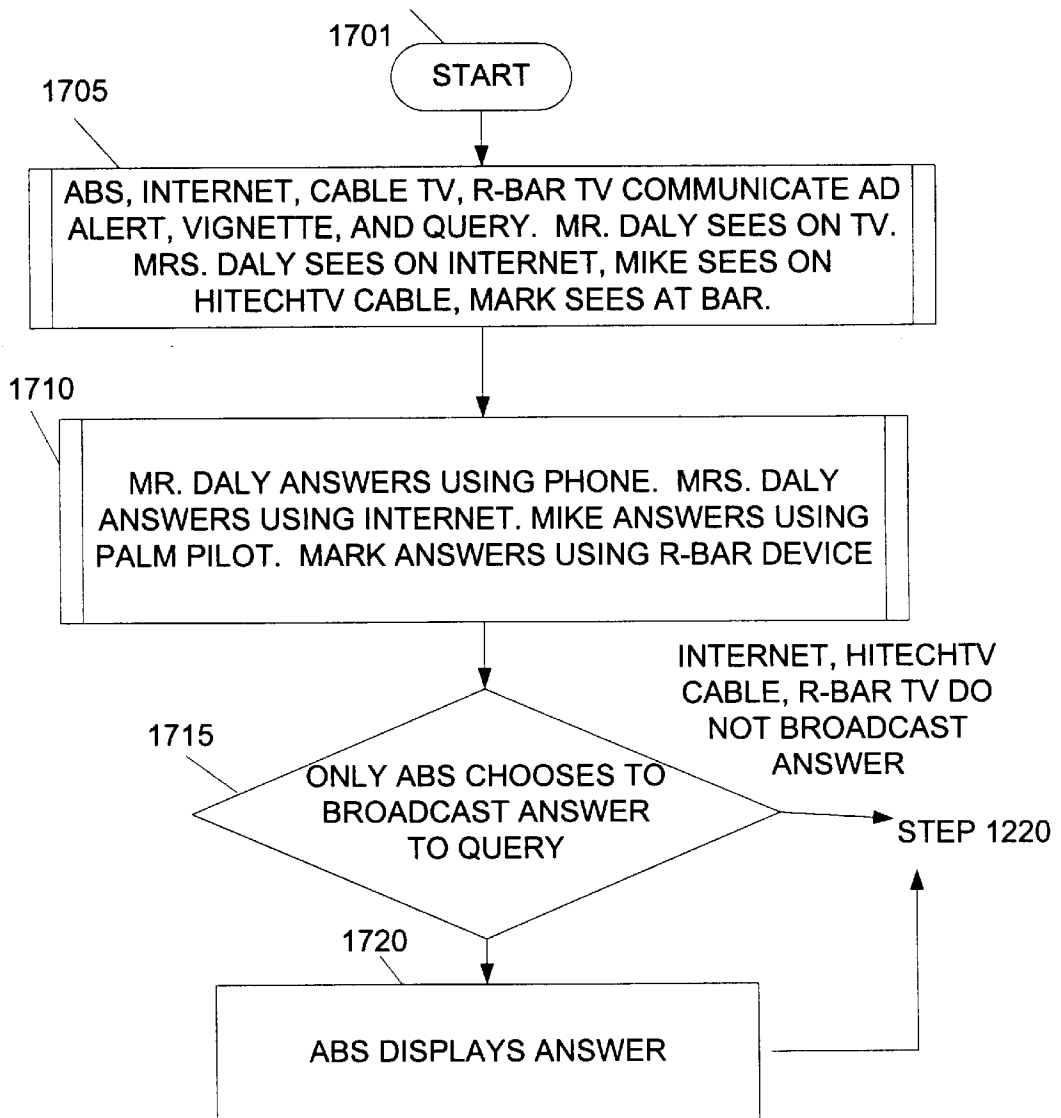 1701
START
1705
ABS, INTERNET, CABLE TV, R-BAR TV COMMUNICATE AD
ALERT, VIGNETTE, AND QUERY. MR. DALY SEES ON TV.
MRS. DALY SEES ON INTERNET, MIKE SEES ON
HITECHTV CABLE, MARK SEES AT BAR.
1710
MR. DALY ANSWERS USING PHONE. MRS. DALY
ANSWERS USING INTERNET. MIKE ANSWERS USING
PALM PILOT. MARK ANSWERS USING R-BAR DEVICE
INTERNET, HITECHTV
CABLE, R-BAR TV DO
NOT BROADCAST
ANSWER
1715
ONLY ABS CHOOSES TO
BROADCAST ANSWER
TO QUERY
STEP 1220
1720
ABS DISPLAYS ANSWER